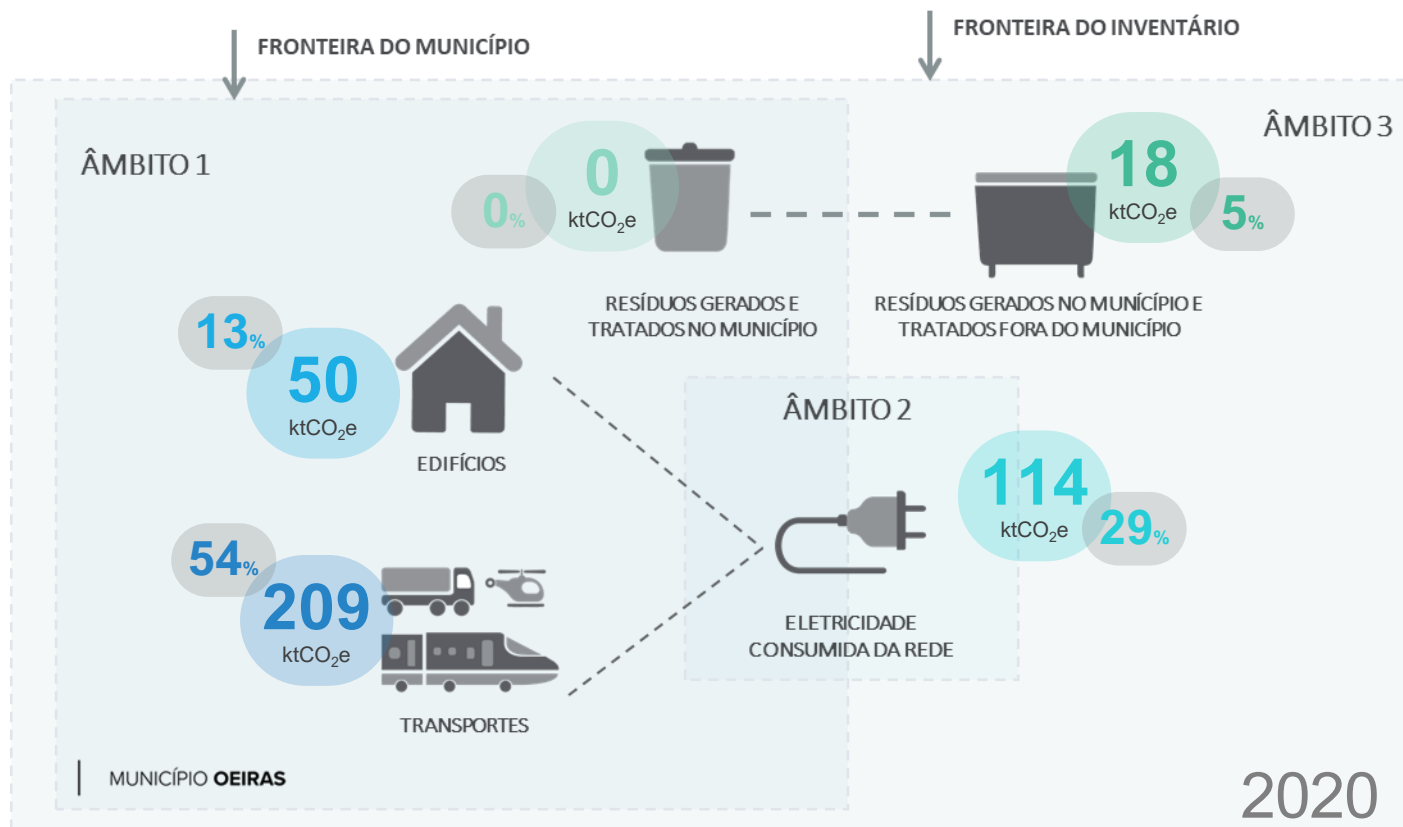 FRONTEIRA DO MUNICÍPIO
FRONTEIRA DO INVENTÁRIO
ÂMBITO 1
ÂMBITO 3
0
ktCO₂e
0%
18
ktCO₂e
5%
RESÍDUOS GERADOS E
TRATADOS NO MUNICÍPIO
RESÍDUOS GERADOS NO MUNÍCÍPIO E
TRATADOS FORA DO MUNICÍPIO
13%
50
ktCO₂e
EDIFÍCIOS
ÂMBITO 2
114
ktCO₂e
29%
ELETRICIDADE
CONSUMIDA DA REDE
54%
209
ktCO₂e
TRANSPORTES
MUNICÍPIO OEIRAS
2020